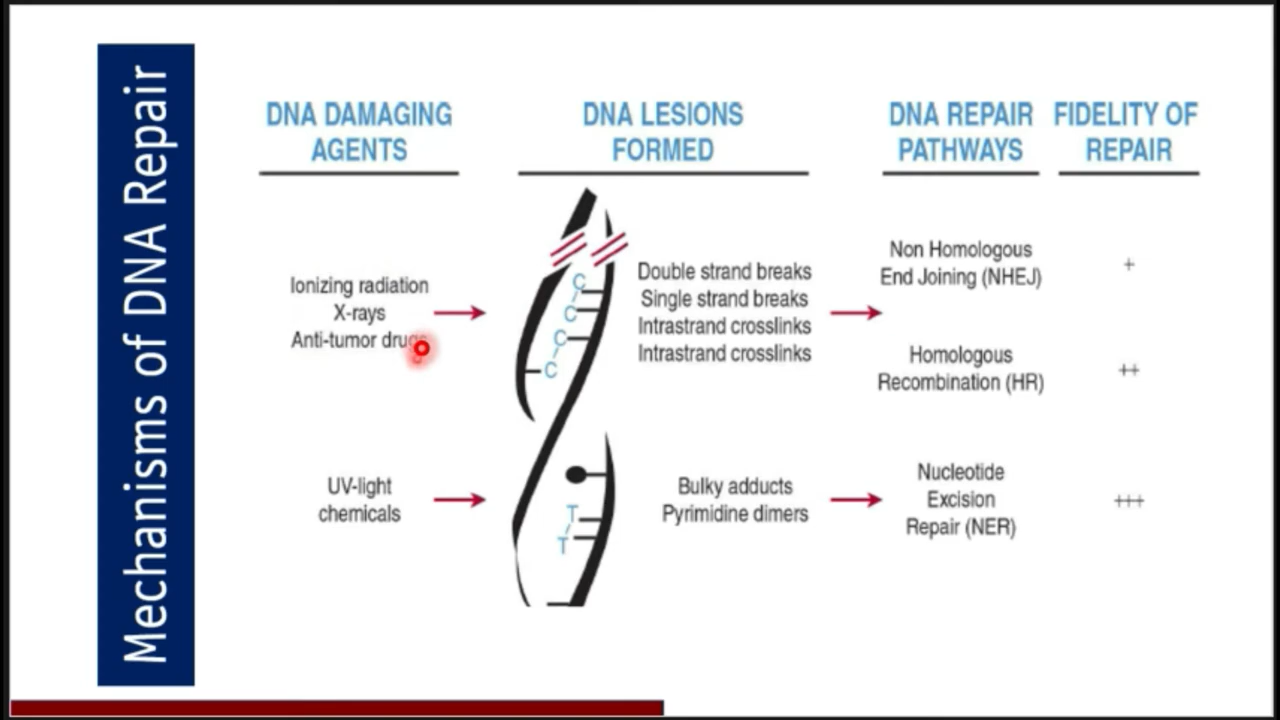 Mechanisms of DNA Repair
DNA DAMAGING
AGENTS
DNA LESIONS
FORMED
DNA REPAIR
PATHWAYS
FIDELITY OF
REPAIR
Ionizing radiation
X-rays
Anti-tumor drugs
C
C
C
C
Double strand breaks
Single strand breaks
Intrastrand crosslinks
Intrastrand crosslinks
Non Homologous
End Joining (NHEJ)
+
Homologous
Recombination (HR)
++
UV-light
chemicals
T
T
Bulky adducts
Pyrimidine dimers
Nucleotide
Excision
Repair (NER)
+++